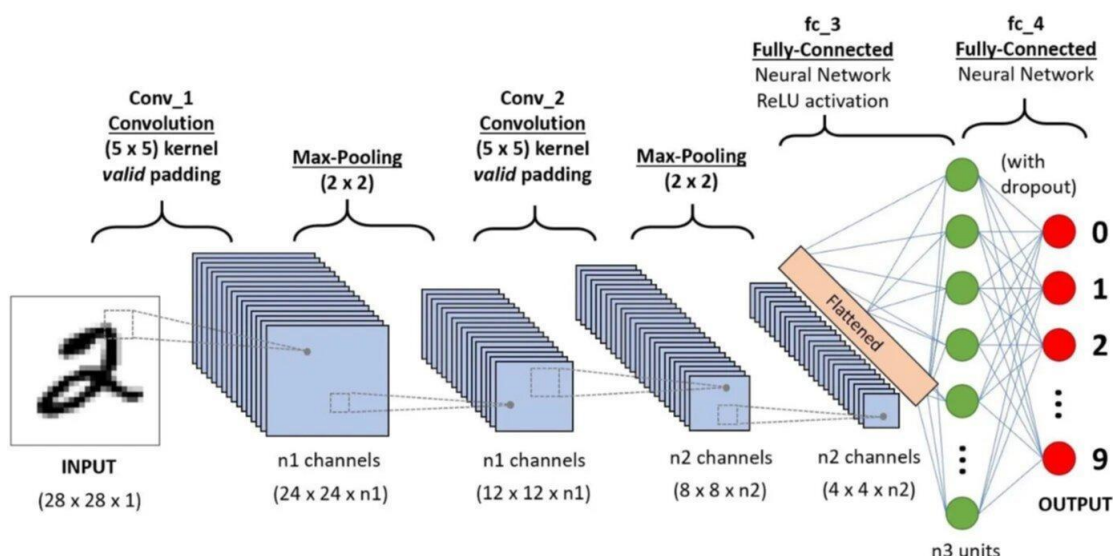 fc_3
Fully-Connected
Neural Network
ReLU activation
fc_4
Fully-Connected
Neural Network
Conv_1
Convolution
(5 x 5) kernel
valid padding
Max-Pooling
(2 x 2)
Conv_2
Convolution
(5 x 5) kernel
valid padding
Max-Pooling
(2 x 2)
(with
dropout)
Flattened
0
1
2
9
INPUT
(28 x 28 x 1)
n1 channels
(24 x 24 x n1)
n1 channels
(12 x 12 x n1)
n2 channels
(8 x 8 x n2)
n2 channels
(4 x 4 x n2)
OUTPUT
n3 units